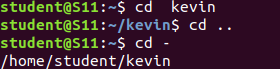 student@S11:~$ cd  kevin
student@S11:~/kevin$ cd ..
student@S11:~$ cd -
/home/student/kevin